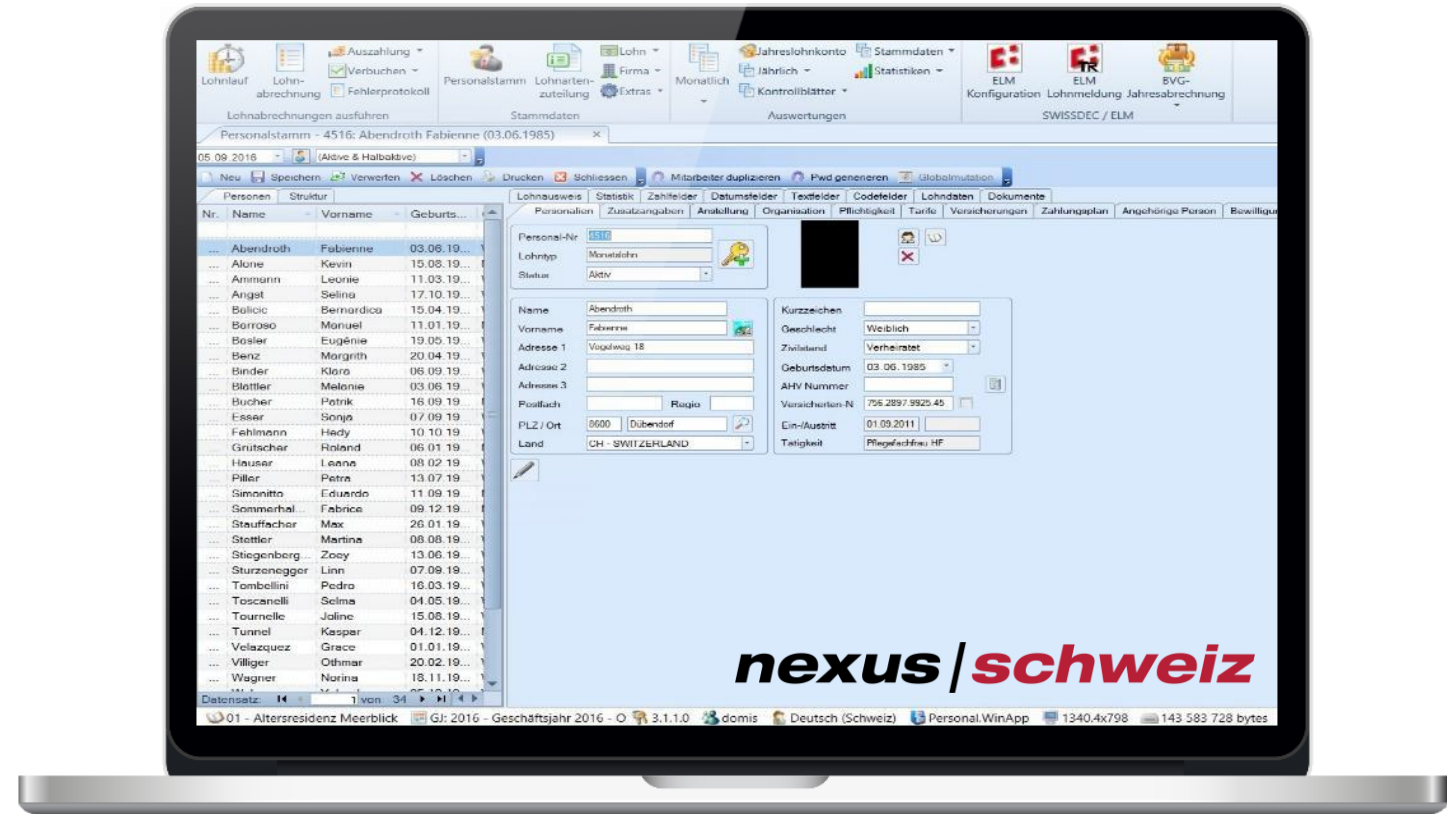 Auszahlung Lohn Jahreslohnkonto Stammdaten
Verbuchen Firma Jährlich Statistiken
Lohnlauf Lohn- Personalstamm Lohnarten- Monatlich ELM ELM BVG-
abrechnung Fehlerprotokoll zuteilung Extras Kontrollblätter Konfiguration Lohnmeldung Jahresabrechnung
Lohnabrechnungen ausführen Stammdaten Auswertungen SWISSDEC / ELM
Personalstamm - 4516: Abendroth Fabienne (03.06.1985)
05.09.2016 (Aktive & Halbaktive)
Neu Speichern Verwerfen Löschen Drucken Schliessen Mitarbeiter duplizieren Pwd generieren Globalmutation
Personen Struktur
Lohnausweis Statistik Zahlfelder Datumsfelder Textfelder Codefelder Lohndaten Dokumente
Personalien Zusatzangaben Anstellung Organisation Pflichtigkeit Tarife Versicherungen Zahlungsplan Angehörige Person Bewilligun
Nr. Name Vorname Geburts...
... Abendroth Fabienne 03.06.19...
... Alone Kevin 15.08.19...
... Ammann Leonie 11.03.19...
... Angst Selina 17.10.19...
... Balicic Bernardica 15.04.19...
... Barroso Manuel 11.01.19...
... Basler Eugénie 19.05.19...
... Benz Margrith 20.04.19...
... Binder Klara 06.09.19...
... Blattler Melanie 03.06.19...
... Bucher Patrik 16.09.19...
... Esser Sonja 07.09.19...
... Fehlmann Hedy 10.10.19...
... Grütscher Roland 06.01.19...
... Hauser Leana 08.02.19...
... Piller Petra 13.07.19...
... Simonitto Eduardo 11.09.19...
... Sommerhal... Fabrice 09.12.19...
... Stauffacher Max 26.01.19...
... Stettler Martina 08.08.19...
... Stiegenberg... Zoey 13.06.19...
... Sturzenegger Linn 07.09.19...
... Tombellini Pedro 16.03.19...
... Toscanelli Selma 04.05.19...
... Tournelle Joline 15.08.19...
... Tunnel Kaspar 04.12.19...
... Velazquez Grace 01.01.19...
... Villiger Othmar 20.02.19...
... Wagner Norina 18.11.19...
Datensatz: 1 von 34
Personal-Nr 4516
Lohntyp Monatslohn
Status Aktiv
Name Abendroth
Vorname Fabienne
Adresse 1 Vogelweg 18
Adresse 2
Adresse 3
Postfach Regio
PLZ / Ort 8600 Dübendorf
Land CH - SWITZERLAND
Kurzzeichen
Geschlecht Weiblich
Zivilstand Verheiratet
Geburtsdatum 03.06.1985
AHV Nummer
Versicherten-N 756.2897.9925.45
Ein-/Austritt 01.09.2011
Tätigkeit Pflegefachfrau HF
nexus|schweiz
01 - Altersresidenz Meerblick GJ: 2016 - Geschäftsjahr 2016 - O 3.1.1.0 domis Deutsch (Schweiz) Personal.WinApp 1340.4x798 143 583 728 bytes